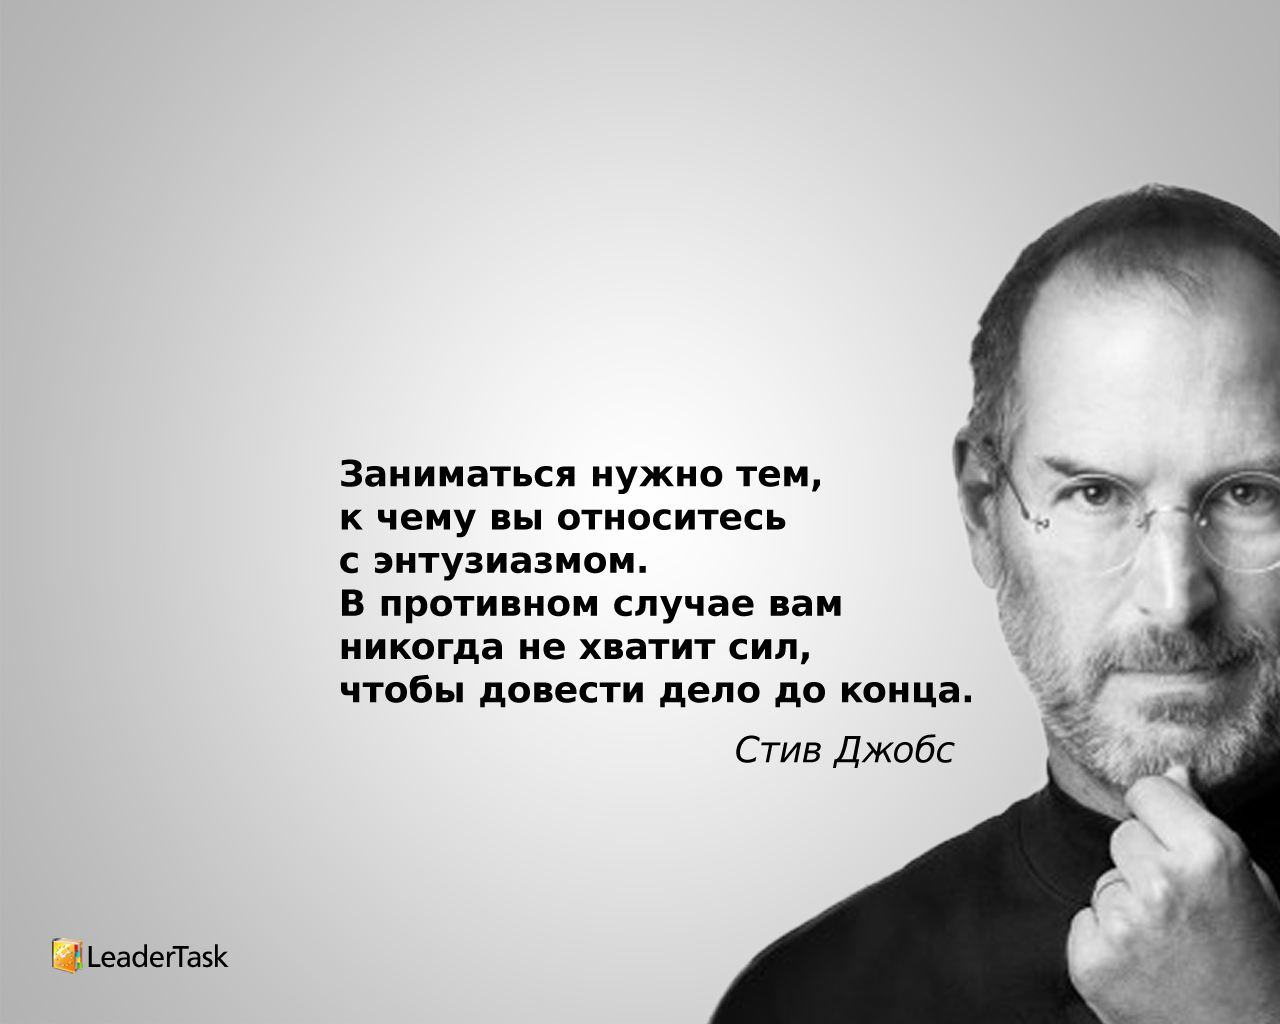 Заниматься нужно тем,
к чему вы относитесь
с энтузиазмом.
В противном случае вам
никогда не хватит сил,
чтобы довести дело до конца.
Стив Джобс
LeaderTask